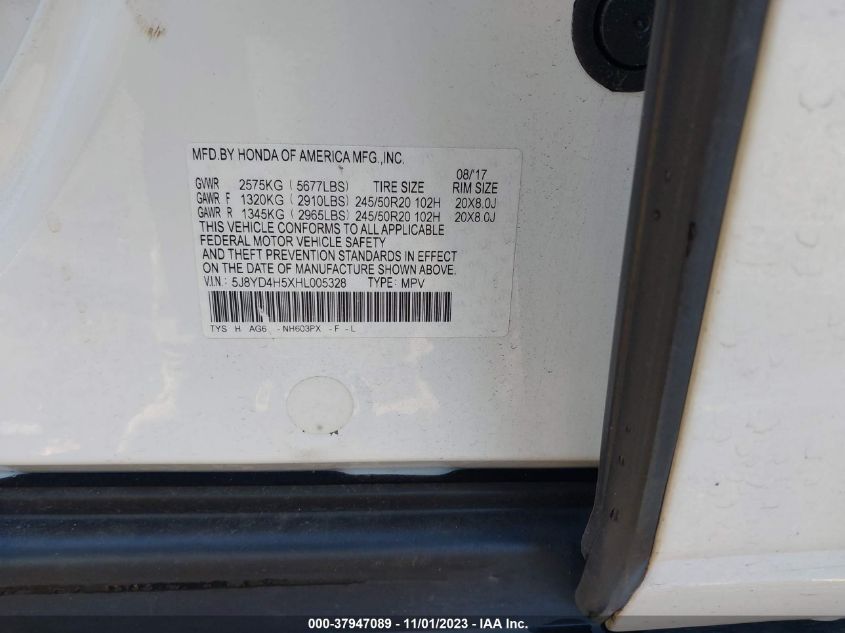 MFD.BY HONDA OF AMERICA MFG.,INC.
08/'17
GVWR 2575KG ( 5677LBS) TIRE SIZE RIM SIZE
GAWR F 1320KG ( 2910LBS) 245/50R20 102H 20X8.0J
GAWR R 1345KG ( 2965LBS) 245/50R20 102H 20X8.0J
THIS VEHICLE CONFORMS TO ALL APPLICABLE
FEDERAL MOTOR VEHICLE SAFETY
AND THEFT PREVENTION STANDARDS IN EFFECT
ON THE DATE OF MANUFACTURE SHOWN ABOVE.
V.I.N.: 5J8YD4H5XHL005328 TYPE: MPV
TYS H AG6 -NH603PX -F -L
000-37947089 - 11/01/2023 - IAA Inc.